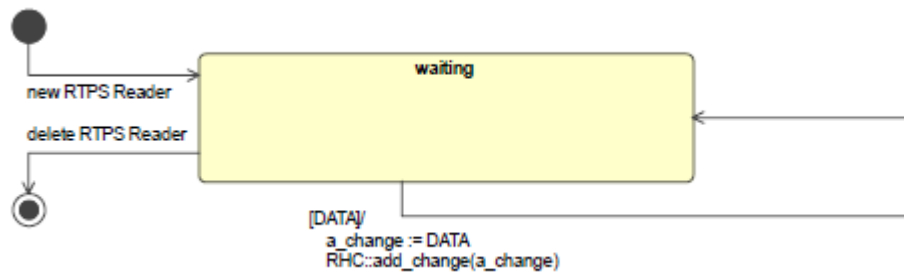 waiting
new RTPS Reader
delete RTPS Reader
[DATA]/
a_change := DATA
RHC::add_change(a_change)